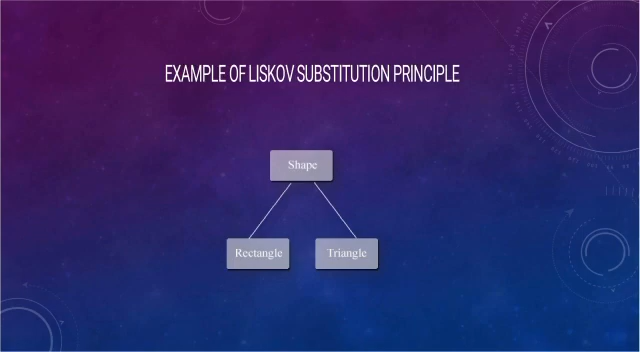 EXAMPLE OF LISKOV SUBSTITUTION PRINCIPLE
Shape
Rectangle
Triangle